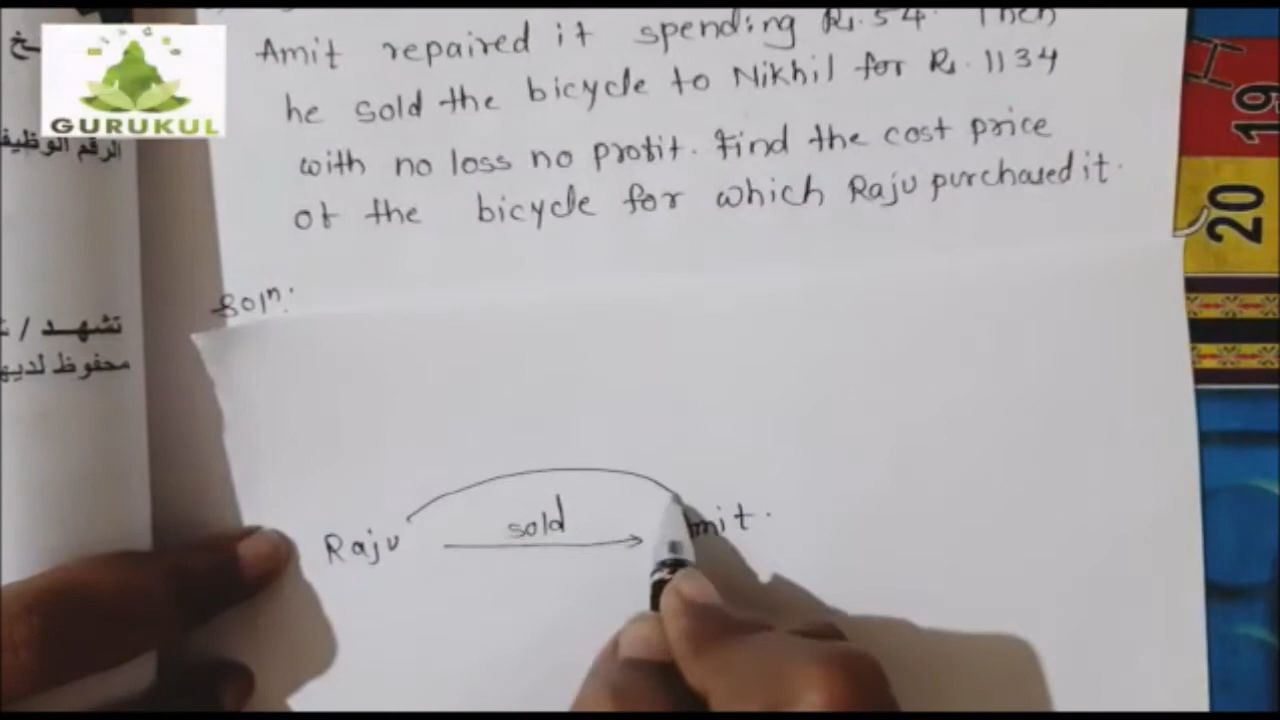 Amit repaired it spending Rs. 54. Then
he sold the bicycle to Nikhil for Rs. 1134
with no loss no profit. Find the cost price
of the bicycle for which Raju purchased it.
Soln:
sold
Raju mit.
GURUKUL
الرقم الوظيف
تشهد /
محفوظ لديه
19
20